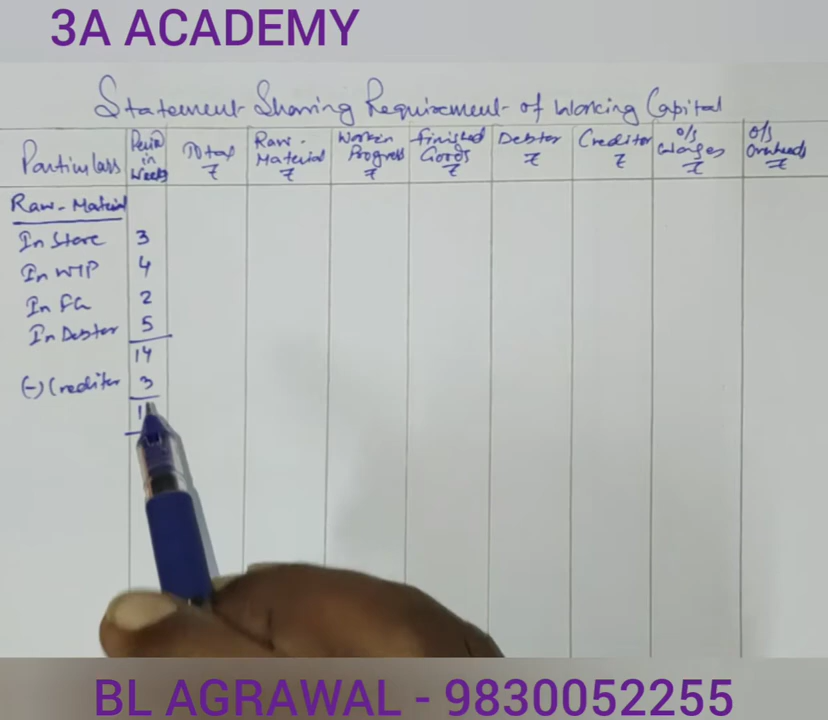 3A ACADEMY
Statement Showing Requirement of Working Capital
Particulars
Period in Weeks
Total ₹
Raw-Material ₹
Work in Progress ₹
Finished Goods ₹
Debtor ₹
Creditor ₹
o/s Wages ₹
o/s Overheads ₹
Raw-Material
In Store 3
In WIP 4
In FG 2
In Debtor 5
14
(-) Creditor 3
BL AGRAWAL - 9830052255